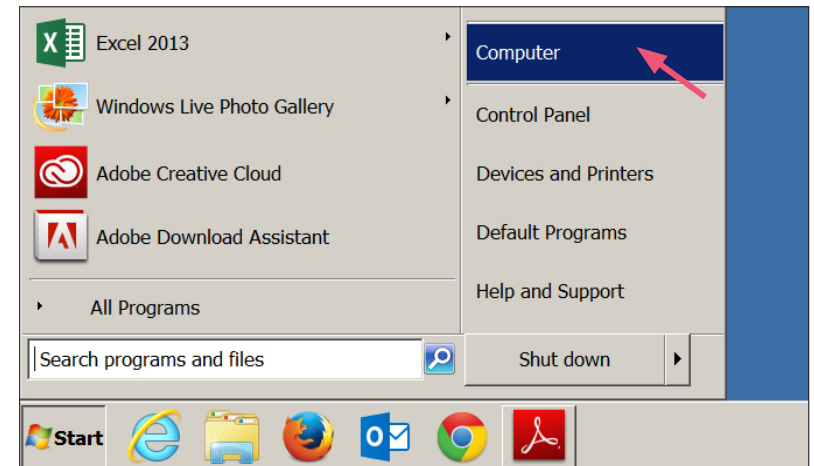 Excel 2013
Windows Live Photo Gallery
Adobe Creative Cloud
Adobe Download Assistant
All Programs
Search programs and files
Computer
Control Panel
Devices and Printers
Default Programs
Help and Support
Shut down
Start